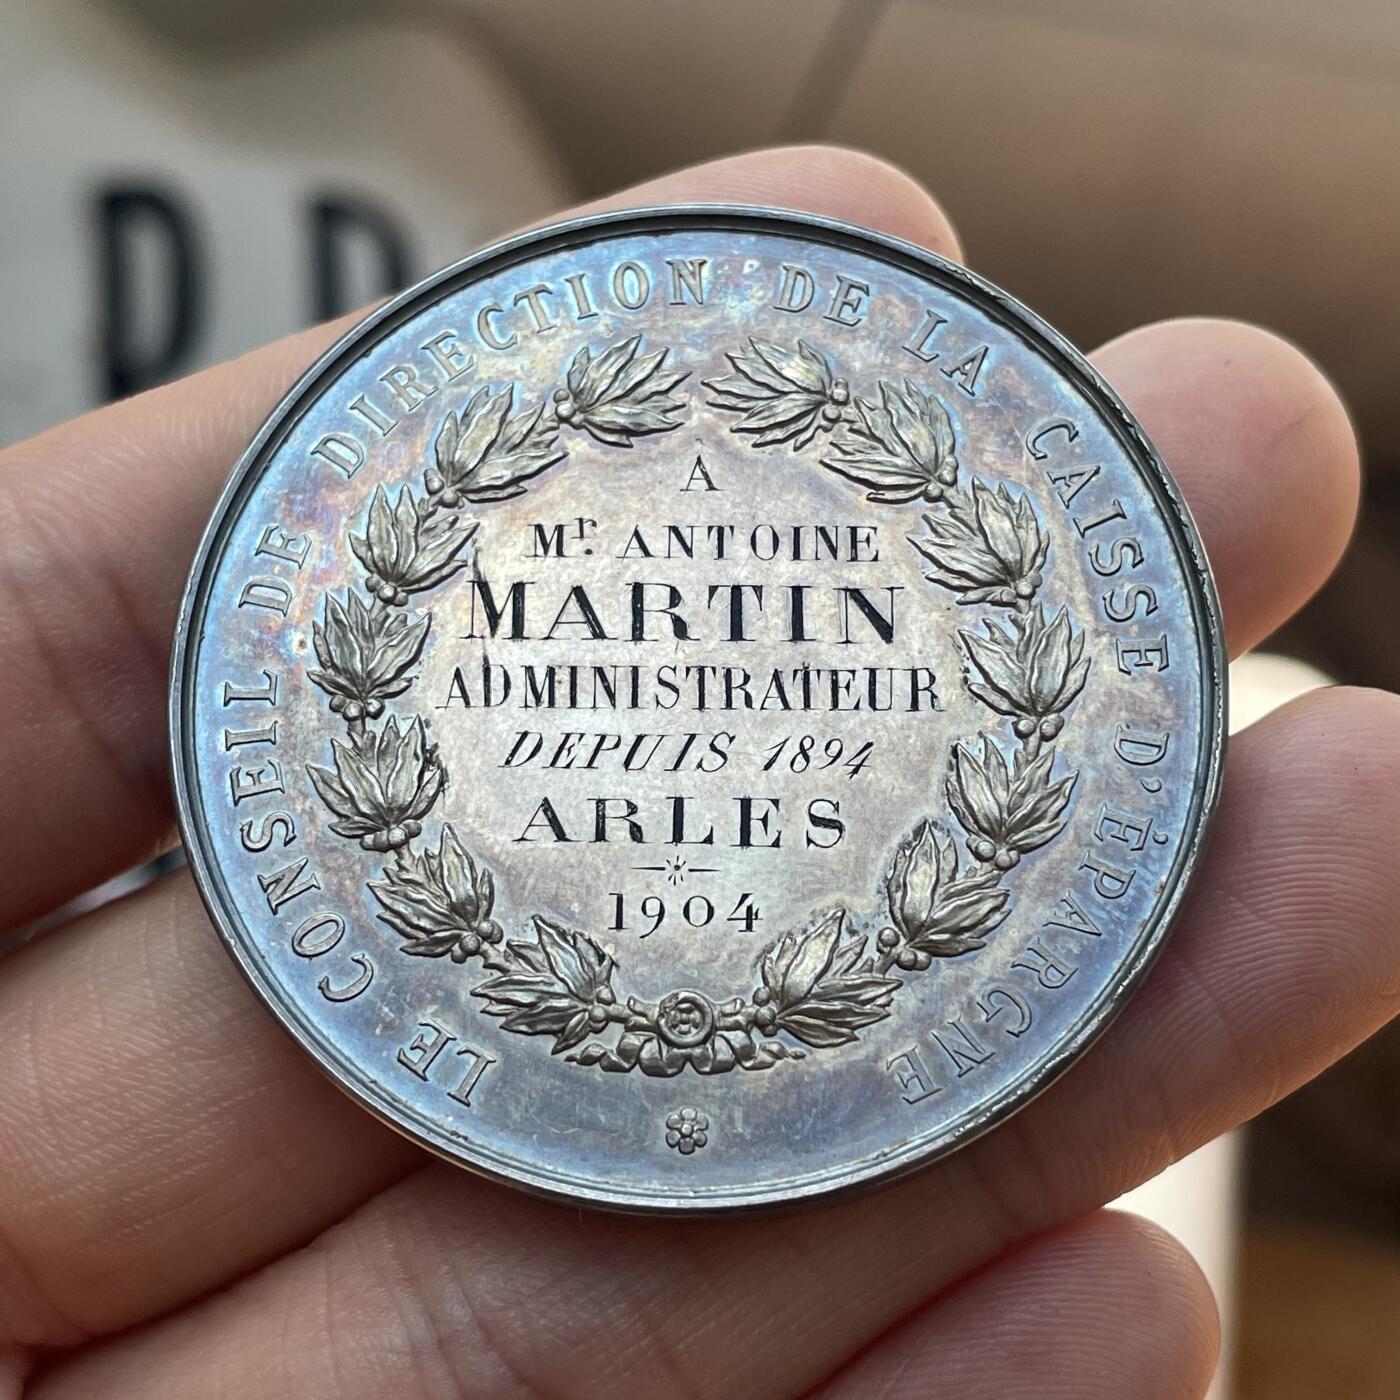 LE CONSEIL DE DIRECTION DE LA CAISSE D'ÉPARGNE
A
Mr. ANTOINE
MARTIN
ADMINISTRATEUR
DEPUIS 1894
ARLES
1904